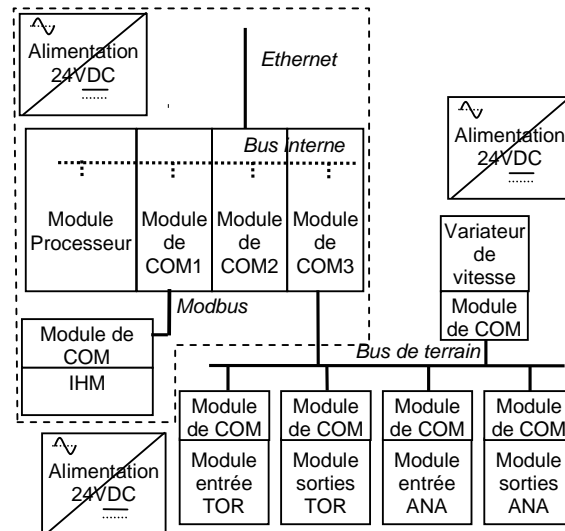 Alimentation
24VDC
Ethernet
Bus interne
Module
Processeur
Module
de
COM1
Module
de
COM2
Module
de
COM3
Alimentation
24VDC
Variateur
de
vitesse
Module
de COM
Modbus
Module de
COM
IHM
Bus de terrain
Module
de COM
Module
entrée
TOR
Module
de COM
Module
sorties
TOR
Module
de COM
Module
entrée
ANA
Module
de COM
Module
sorties
ANA
Alimentation
24VDC